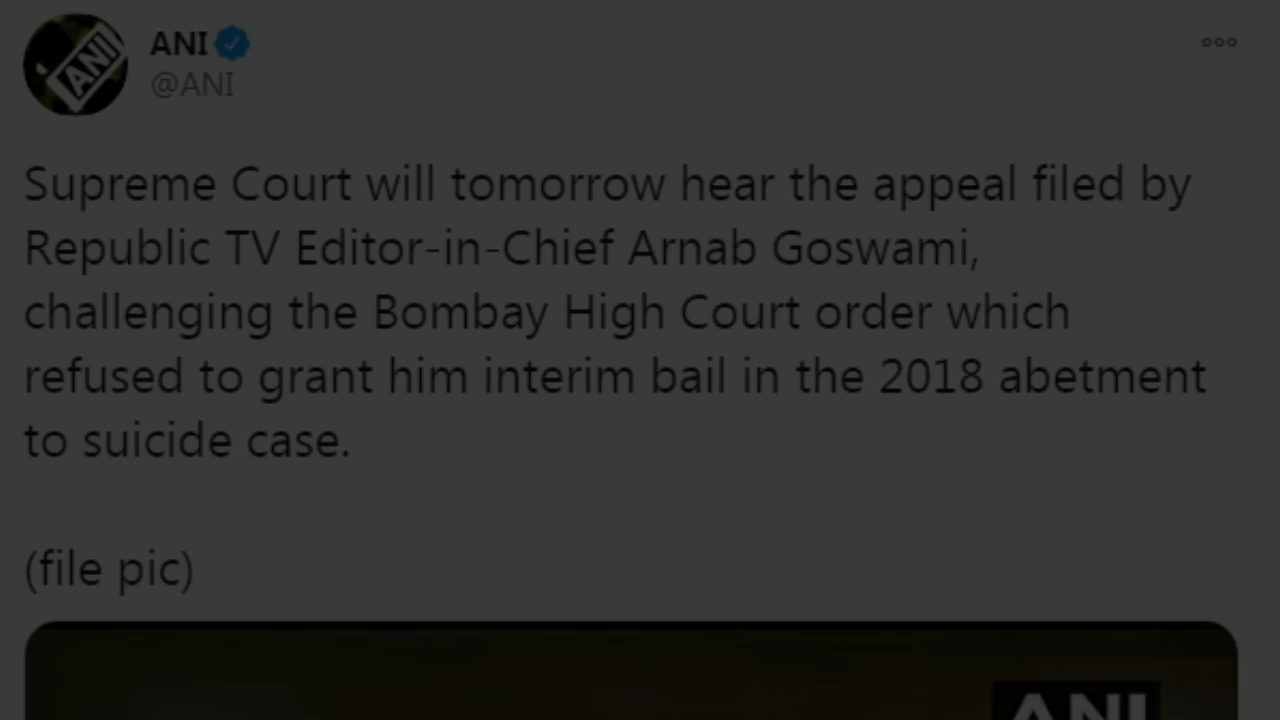 ANI
ANI
@ANI
Supreme Court will tomorrow hear the appeal filed by
Republic TV Editor-in-Chief Arnab Goswami,
challenging the Bombay High Court order which
refused to grant him interim bail in the 2018 abetment
to suicide case.
(file pic)
ANI